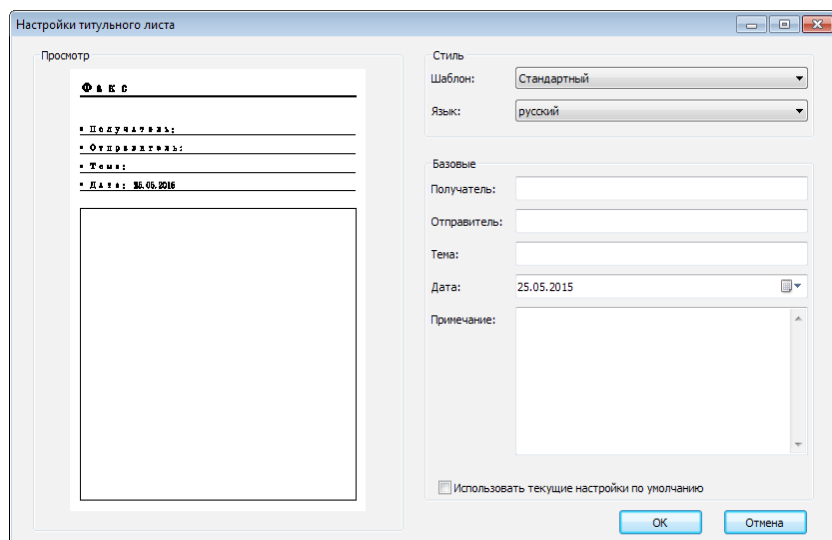 Настройки титульного листа
Просмотр
Факс
• Получатель:
• Отправитель:
• Тема:
• Дата: 25.05.2015
Стиль
Шаблон: Стандартный
Язык: русский
Базовые
Получатель:
Отправитель:
Тема:
Дата: 25.05.2015
Примечание:
Использовать текущие настройки по умолчанию
OK Отмена